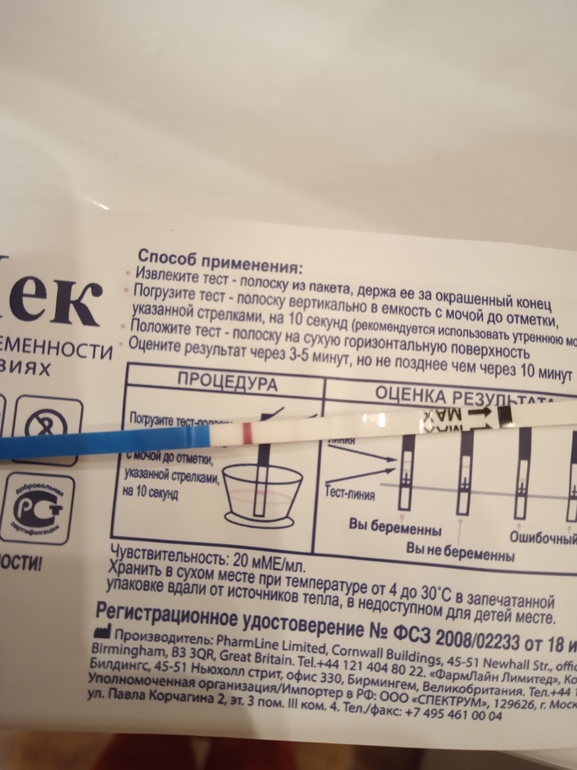 ек
ЕМЕННОСТИ
ВИЯХ
Способ применения:
• Извлеките тест - полоску из пакета, держа ее за окрашенный конец
• Погрузите тест - полоску вертикально в емкость с мочой до отметки,
указанной стрелками, на 10 секунд (рекомендуется использовать утреннюю мо
• Положите тест - полоску на сухую горизонтальную поверхность
• Оцените результат через 3-5 минут, но не позднее чем через 10 минут
ПРОЦЕДУРА
Погрузите тест-
с мочой до отметки,
указанной стрелками,
на 10 секунд
ОЦЕНКА РЕЗУЛЬТАТ
MAX
линия
Тест-линия
Вы беременны
Вы не беременны
Ошибочный
добровольная
сертификация
РСТ
ОСТИ!
Чувствительность: 20 мМЕ/мл.
Хранить в сухом месте при температуре от 4 до 30°С в запечатанной
упаковке вдали от источников тепла, в недоступном для детей месте.
Регистрационное удостоверение № ФСЗ 2008/02233 от 18 и
Производитель: PharmLine Limited, Cornwall Buildings, 45-51 Newhall Str., offic
Birmingham, B3 3QR, Great Britain. Tel.+44 121 404 80 22. «ФармЛайн Лимитед», Ко
Билдингс, 45-51 Ньюхолл стрит, офис 330, Бирмингем, Великобритания. Тел.+44
Уполномоченная организация/Импортер в РФ: ООО «СПЕКТРУМ», 129626, г. Моск
ул. Павла Корчагина 2, эт. 3 пом. III ком. 4. Тел./факс: +7 495 461 00 04